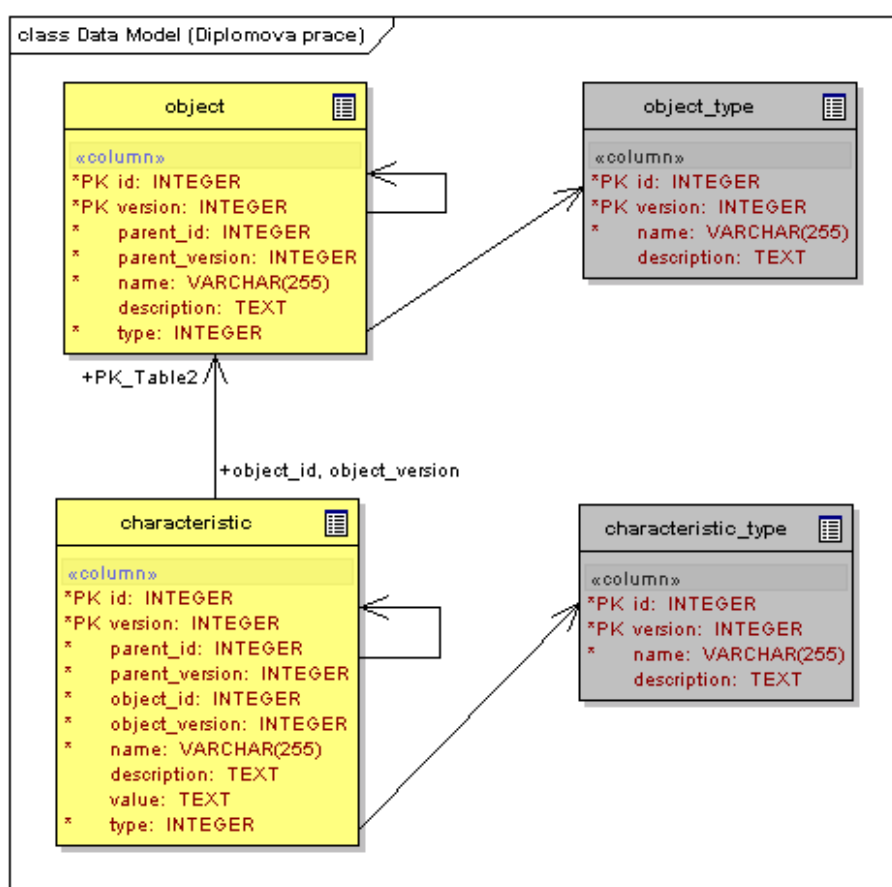 class Data Model (Diplomova prace)
object
«column»
*PK id: INTEGER
*PK version: INTEGER
* parent_id: INTEGER
* parent_version: INTEGER
* name: VARCHAR(255)
description: TEXT
* type: INTEGER
object_type
«column»
*PK id: INTEGER
*PK version: INTEGER
* name: VARCHAR(255)
description: TEXT
+PK_Table2
+object_id, object_version
characteristic
«column»
*PK id: INTEGER
*PK version: INTEGER
* parent_id: INTEGER
* parent_version: INTEGER
* object_id: INTEGER
* object_version: INTEGER
* name: VARCHAR(255)
description: TEXT
value: TEXT
* type: INTEGER
characteristic_type
«column»
*PK id: INTEGER
*PK version: INTEGER
* name: VARCHAR(255)
description: TEXT